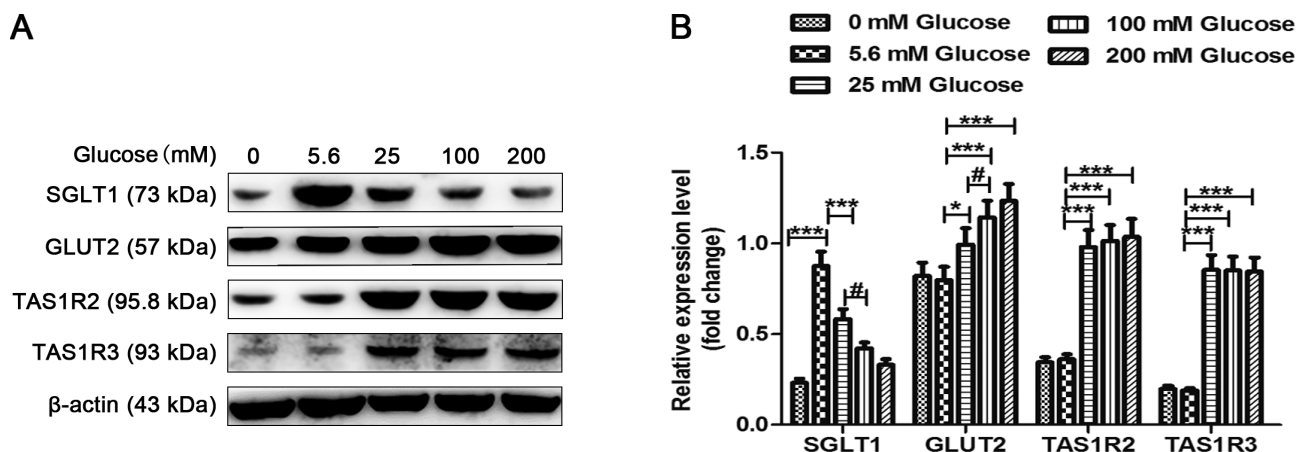 A
Glucose (mM) 0 5.6 25 100 200
SGLT1 (73 kDa)
GLUT2 (57 kDa)
TAS1R2 (95.8 kDa)
TAS1R3 (93 kDa)
β-actin (43 kDa)
B
0 mM Glucose
5.6 mM Glucose
25 mM Glucose
100 mM Glucose
200 mM Glucose
Relative expression level
(fold change)
1.5
1.0
0.5
0.0
*** *** #
* # *** ***
*** *** ***
*** *** ***
SGLT1 GLUT2 TAS1R2 TAS1R3